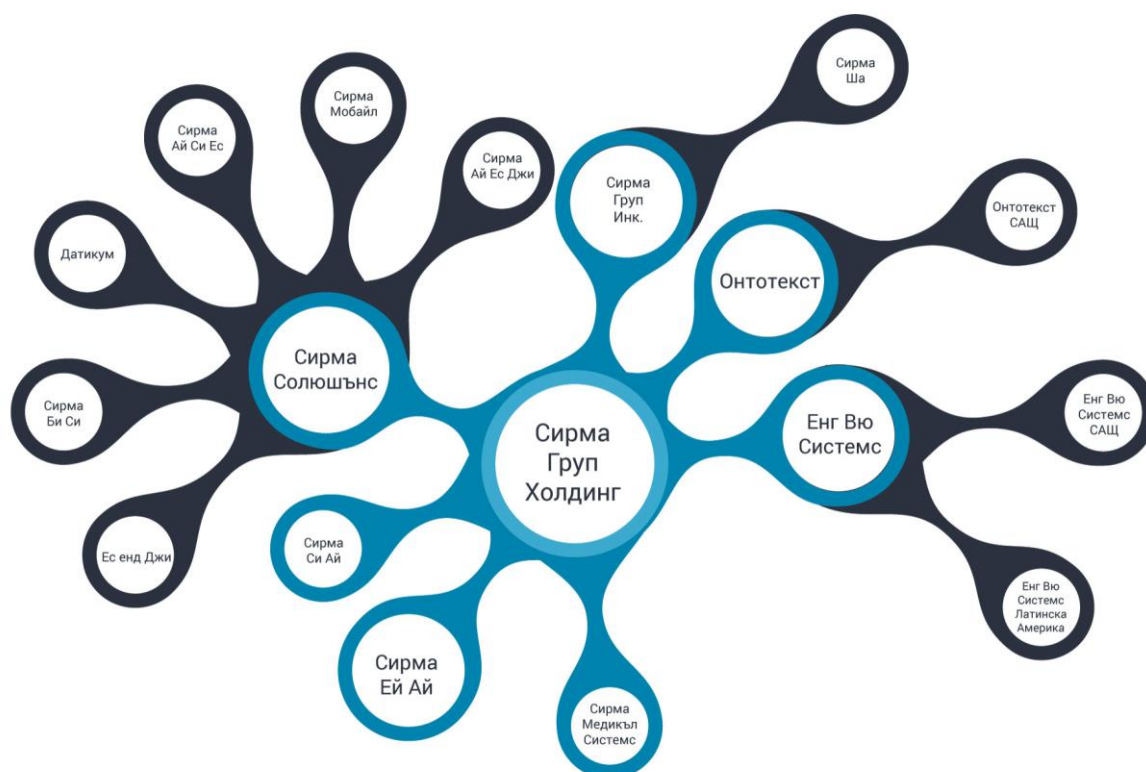 Сирма
Ша
Сирма
Мобайл
Сирма
Ай Си Ес
Сирма
Ай Ес Джи
Сирма
Груп
Инк.
Онтотекст
САЩ
Датикум
Онтотекст
Сирма
Солюшънс
Сирма
Би Си
Енг Вю
Системс
Енг Вю
Системс
САЩ
Сирма
Груп
Холдинг
Ес енд Джи
Сирма
Си Ай
Енг Вю
Системс
Латинска
Америка
Сирма
Ей Ай
Сирма
Медикъл
Системс